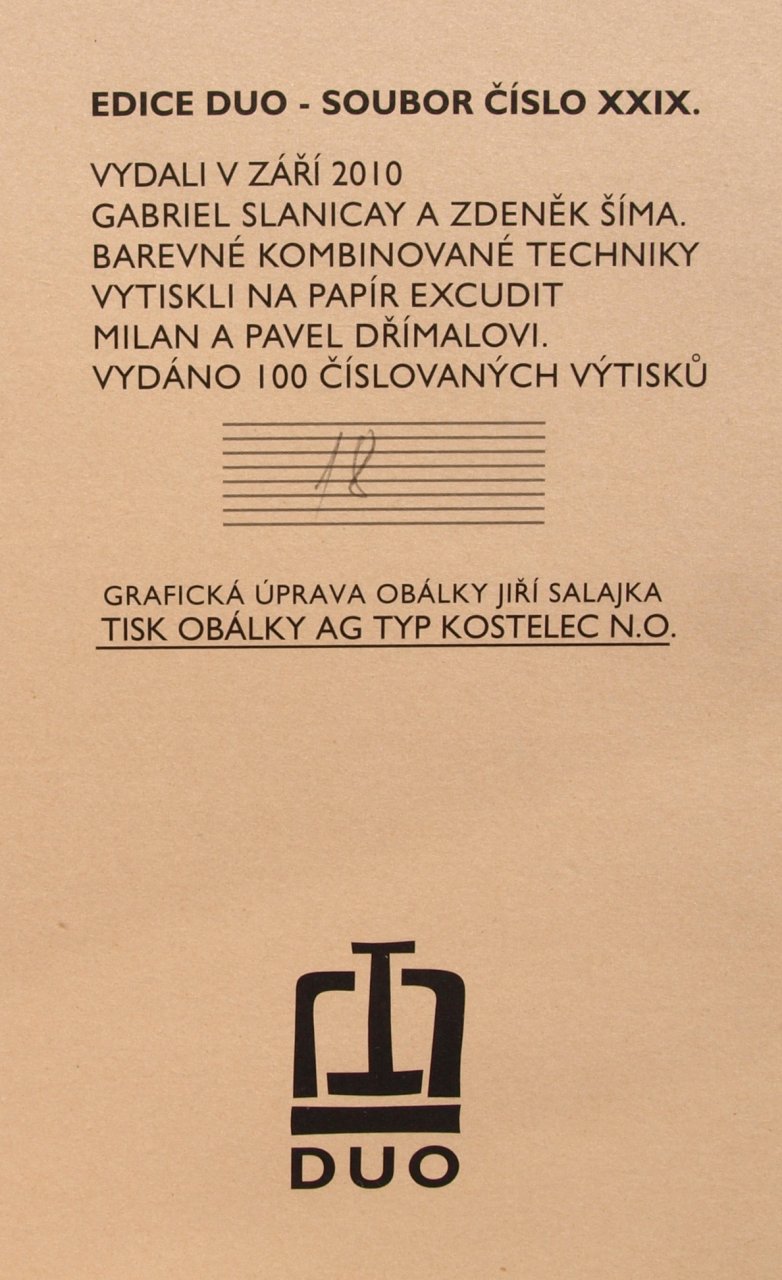 EDICE DUO - SOUBOR ČÍSLO XXIX.
VYDALI V ZÁŘÍ 2010
GABRIEL SLANICAY A ZDENĚK ŠÍMA.
BAREVNÉ KOMBINOVANÉ TECHNIKY
VYTISKLI NA PAPÍR EXCUDIT
MILAN A PAVEL DŘÍMALOVI.
VYDÁNO 100 ČÍSLOVANÝCH VÝTISKŮ
18
GRAFICKÁ ÚPRAVA OBÁLKY JIŘÍ SALAJKA
TISK OBÁLKY AG TYP KOSTELEC N.O.
DUO